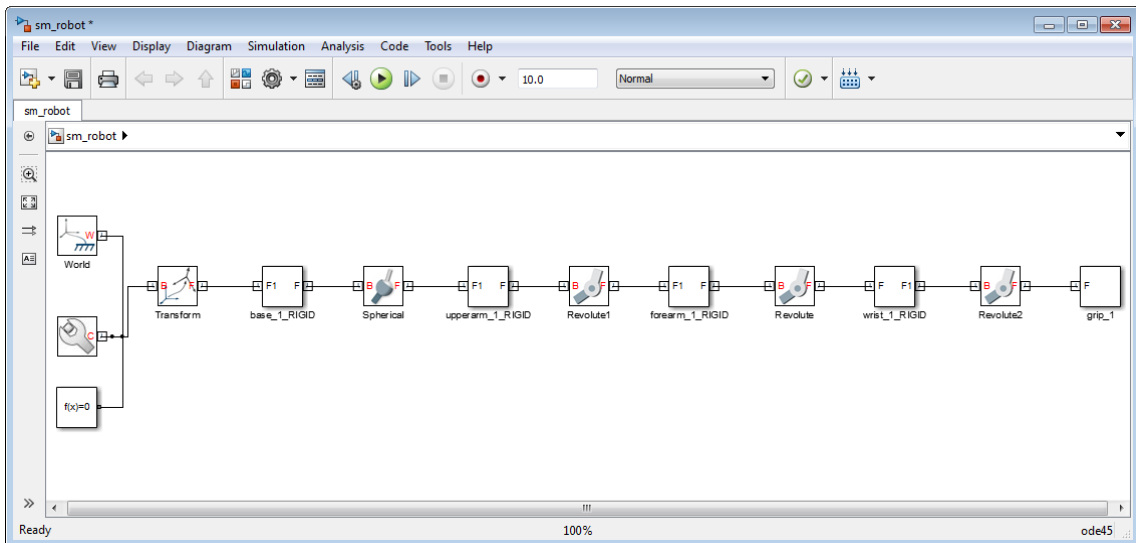 sm_robot *
File Edit View Display Diagram Simulation Analysis Code Tools Help
10.0 Normal
sm_robot
sm_robot
W
World
B F
Transform
F1 F
base_1_RIGID
B F
Spherical
F1 F
upperarm_1_RIGID
B F
Revolute1
F1 F
forearm_1_RIGID
B F
Revolute
F F1
wrist_1_RIGID
B F
Revolute2
F
grip_1
C
f(x)=0
Ready 100% ode45